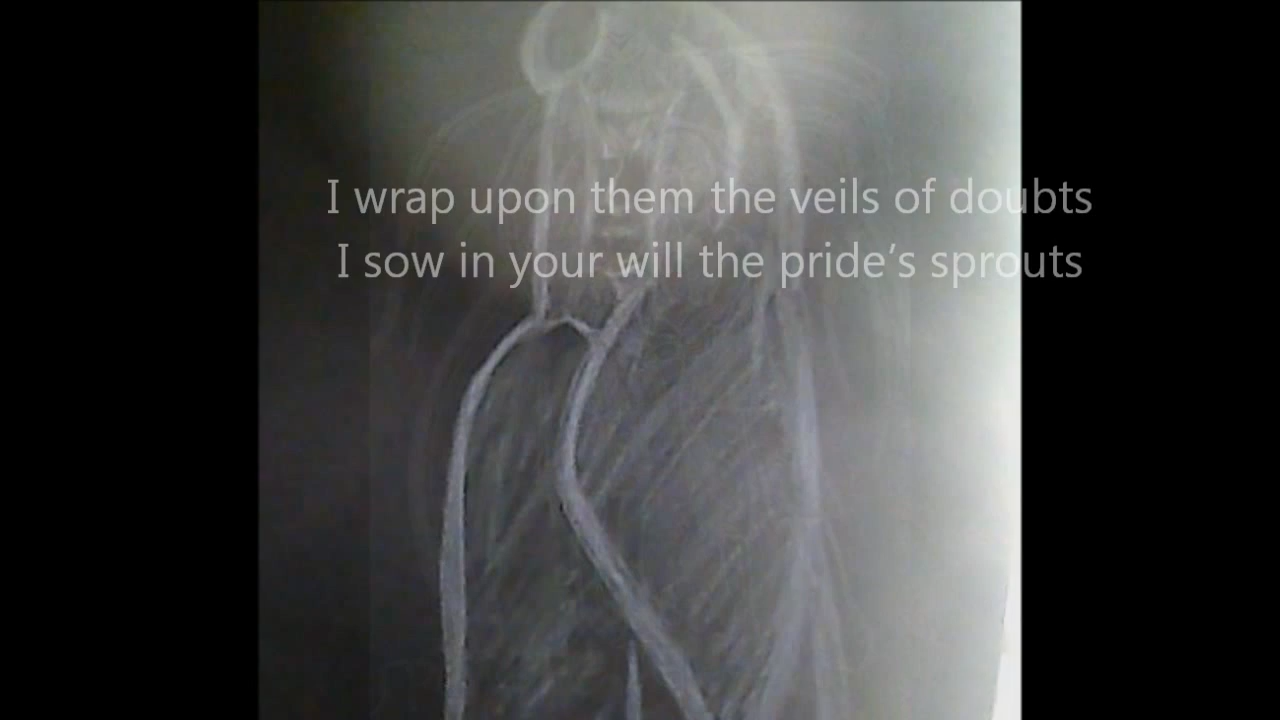 I wrap upon them the veils of doubts
I sow in your will the pride’s sprouts